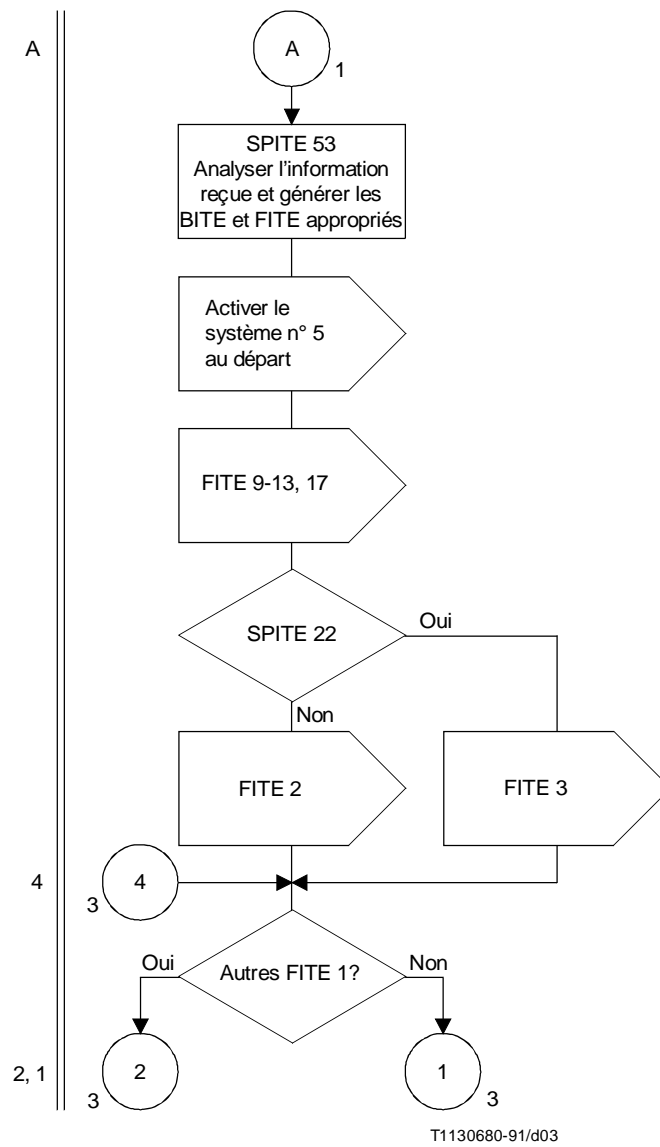 A
A
1
SPITE 53
Analyser l'information
reçue et générer les
BITE et FITE appropriés
Activer le
système n° 5
au départ
FITE 9-13, 17
SPITE 22
Oui
Non
FITE 2
FITE 3
4
4
3
Autres FITE 1?
Oui
Non
2, 1
2
3
1
3
T1130680-91/d03